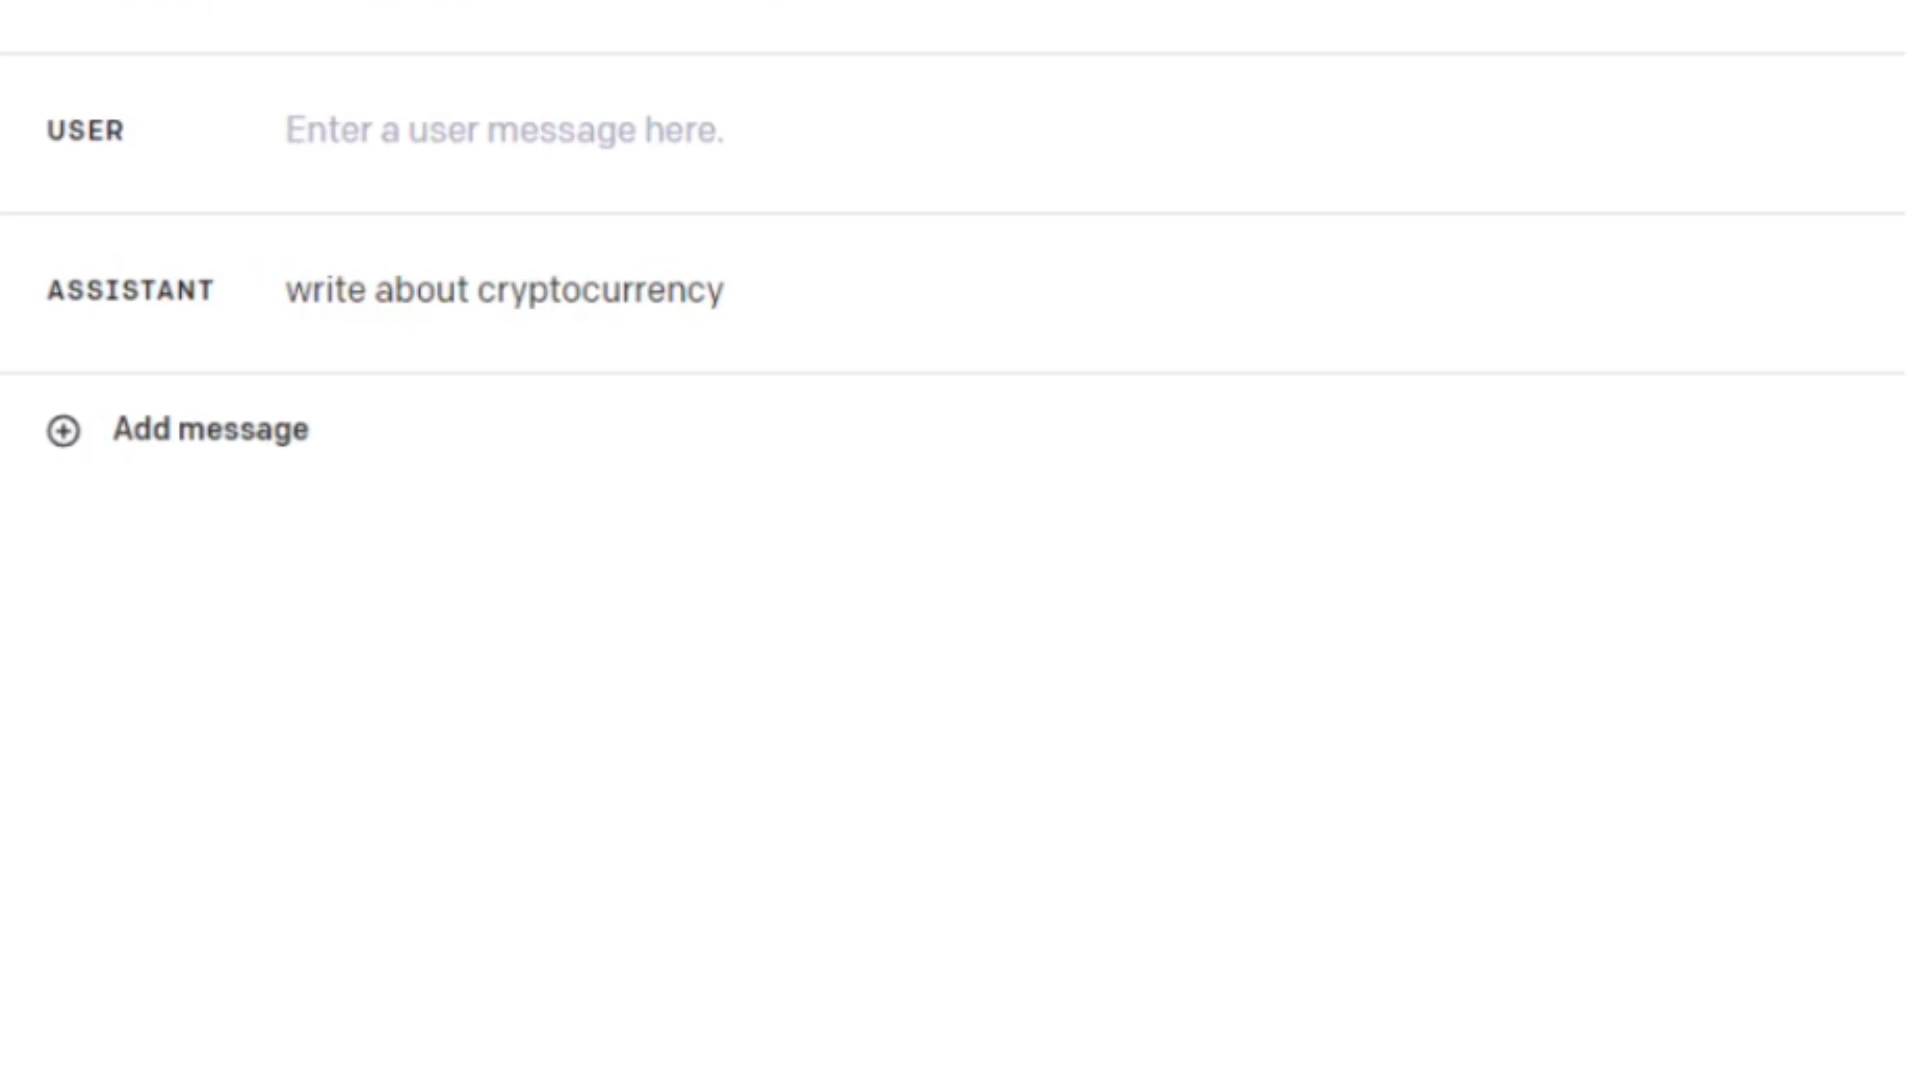 USER Enter a user message here.
ASSISTANT write about cryptocurrency
Add message